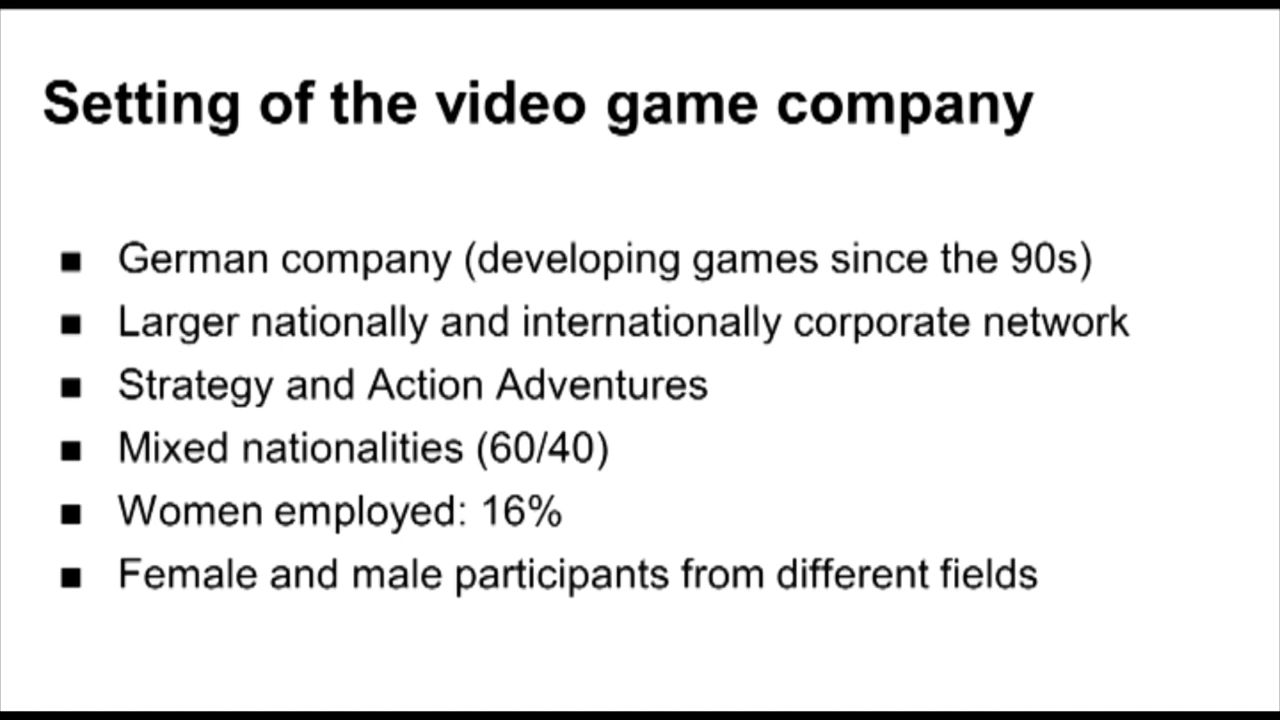 Setting of the video game company
▪ German company (developing games since the 90s)
▪ Larger nationally and internationally corporate network
▪ Strategy and Action Adventures
▪ Mixed nationalities (60/40)
▪ Women employed: 16%
▪ Female and male participants from different fields